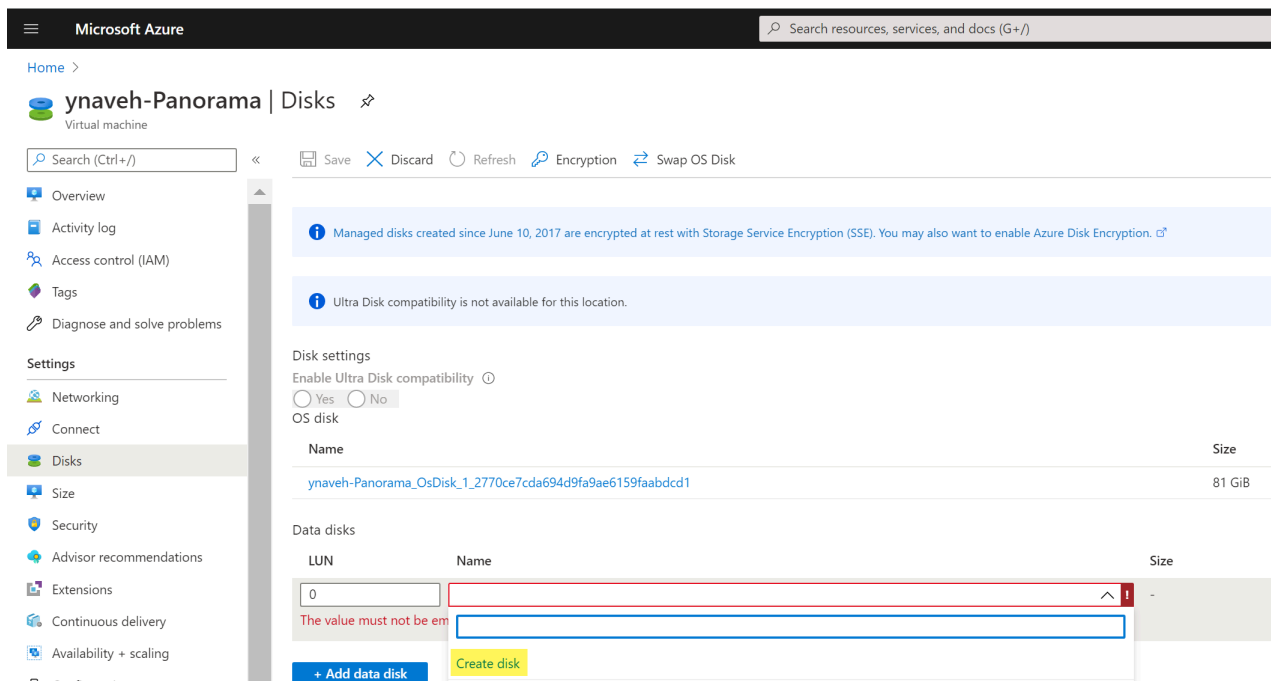 Microsoft Azure
Search resources, services, and docs (G+/)
Home >
ynaveh-Panorama | Disks
Virtual machine
Search (Ctrl+/)
«
Save
Discard
Refresh
Encryption
Swap OS Disk
Overview
Activity log
Access control (IAM)
Tags
Diagnose and solve problems
Settings
Networking
Connect
Disks
Size
Security
Advisor recommendations
Extensions
Continuous delivery
Availability + scaling
Managed disks created since June 10, 2017 are encrypted at rest with Storage Service Encryption (SSE). You may also want to enable Azure Disk Encryption.
Ultra Disk compatibility is not available for this location.
Disk settings
Enable Ultra Disk compatibility
Yes No
OS disk
Name Size
ynaveh-Panorama_OsDisk_1_2770ce7cda694d9fa9ae6159faabdcd1 81 GiB
Data disks
LUN Name Size
0 -
The value must not be em
Create disk
+ Add data disk